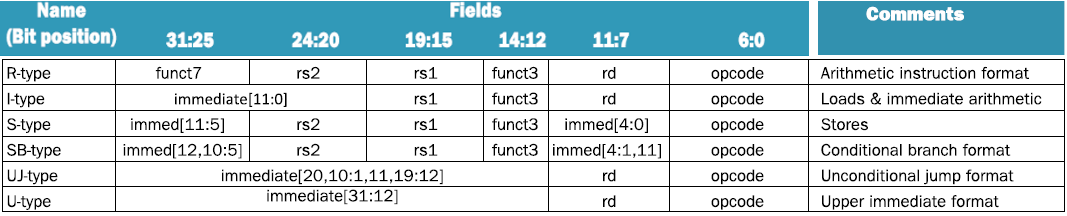 Name Fields Comments
(Bit position) 31:25 24:20 19:15 14:12 11:7 6:0
R-type funct7 rs2 rs1 funct3 rd opcode Arithmetic instruction format
I-type immediate[11:0] rs1 funct3 rd opcode Loads & immediate arithmetic
S-type immed[11:5] rs2 rs1 funct3 immed[4:0] opcode Stores
SB-type immed[12,10:5] rs2 rs1 funct3 immed[4:1,11] opcode Conditional branch format
UJ-type immediate[20,10:1,11,19:12] rd opcode Unconditional jump format
U-type immediate[31:12] rd opcode Upper immediate format